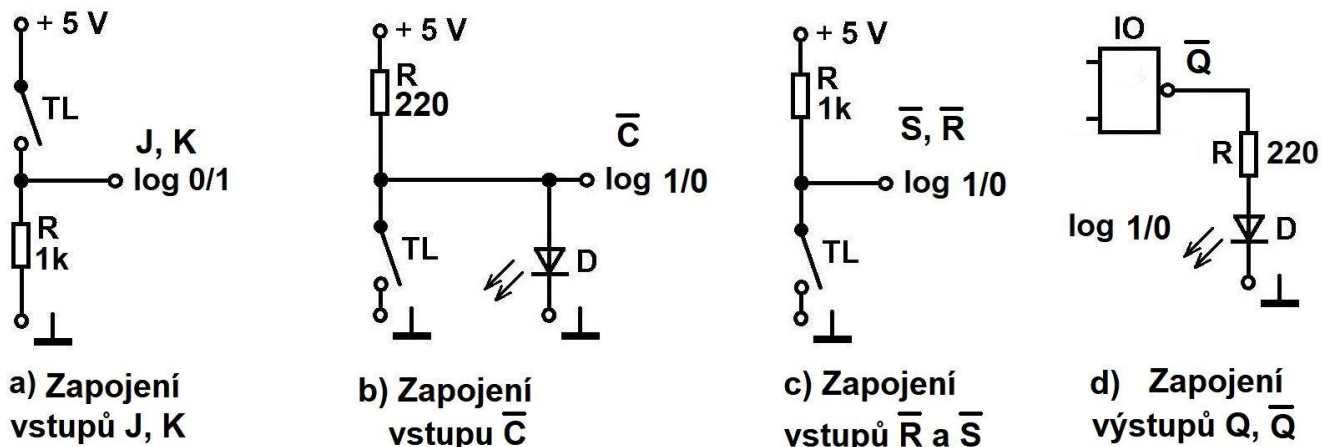 + 5 V
TL
J, K
log 0/1
R
1k
a) Zapojení
vstupů J, K
+ 5 V
R
220
C̅
log 1/0
TL
D
b) Zapojení
vstupu C̅
+ 5 V
R
1k
S̅, R̅
log 1/0
TL
c) Zapojení
vstupů R̅ a S̅
IO
Q̅
R 220
log 1/0
D
d) Zapojení
výstupů Q, Q̅